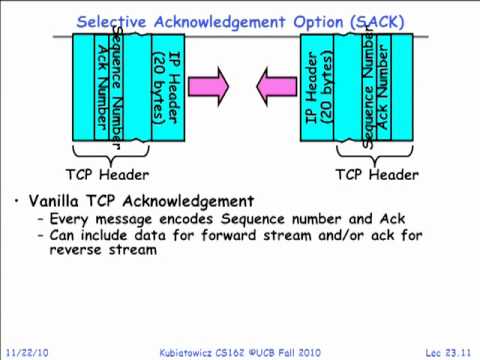 Selective Acknowledgement Option (SACK)
Sequence Number
Ack Number
IP Header
(20 bytes)
IP Header
(20 bytes)
Sequence Number
Ack Number
TCP Header
TCP Header
• Vanilla TCP Acknowledgement
– Every message encodes Sequence number and Ack
– Can include data for forward stream and/or ack for
reverse stream
11/22/10
Kubiatowicz CS162 ©UCB Fall 2010
Lec 23.11